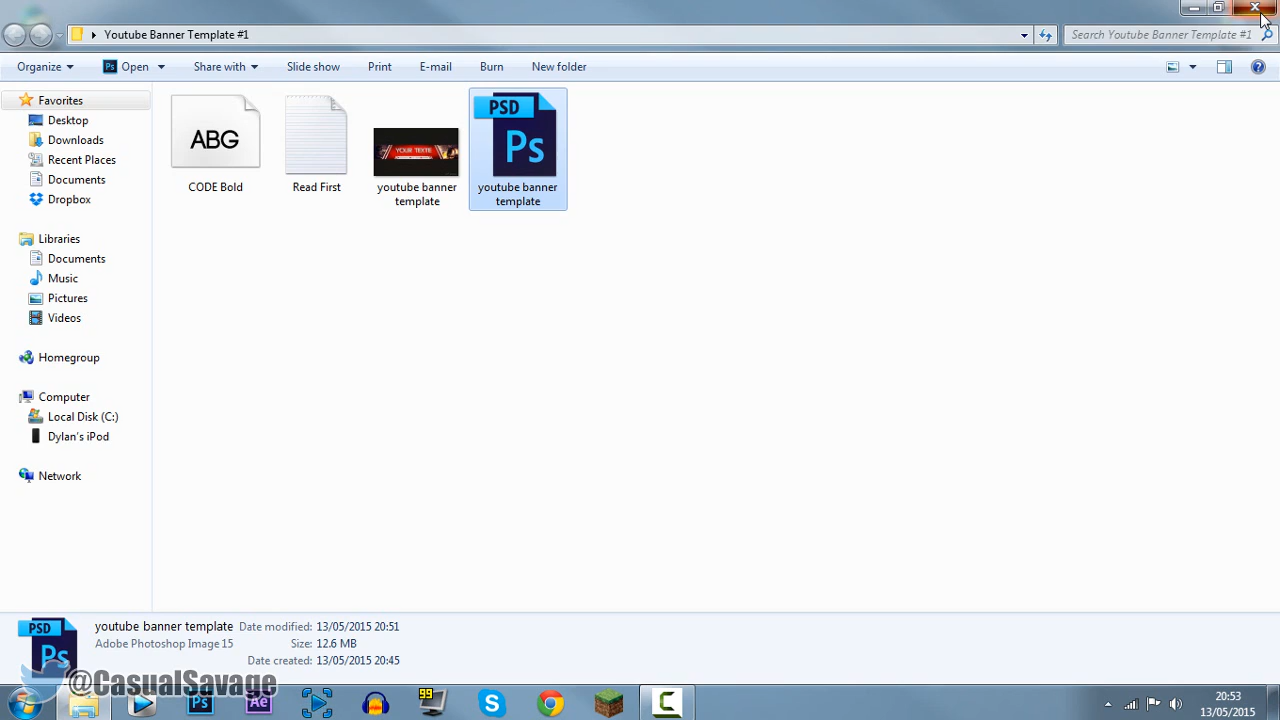 Youtube Banner Template #1
Search Youtube Banner Template #1
Organize
Ps
Open
Share with
Slide show
Print
E-mail
Burn
New folder
Favorites
Desktop
Downloads
Recent Places
Documents
Dropbox
Libraries
Documents
Music
Pictures
Videos
Homegroup
Computer
Local Disk (C:)
Dylan's iPod
Network
ABG
CODE Bold
Read First
YOUR TEXTE
youtube banner
template
PSD
Ps
youtube banner
template
PSD
Ps
youtube banner template
Date modified: 13/05/2015 20:51
Adobe Photoshop Image 15
Size: 12.6 MB
Date created: 13/05/2015 20:45
@CasualSavage
Ps
Ae
99
S
C
20:53
13/05/2015